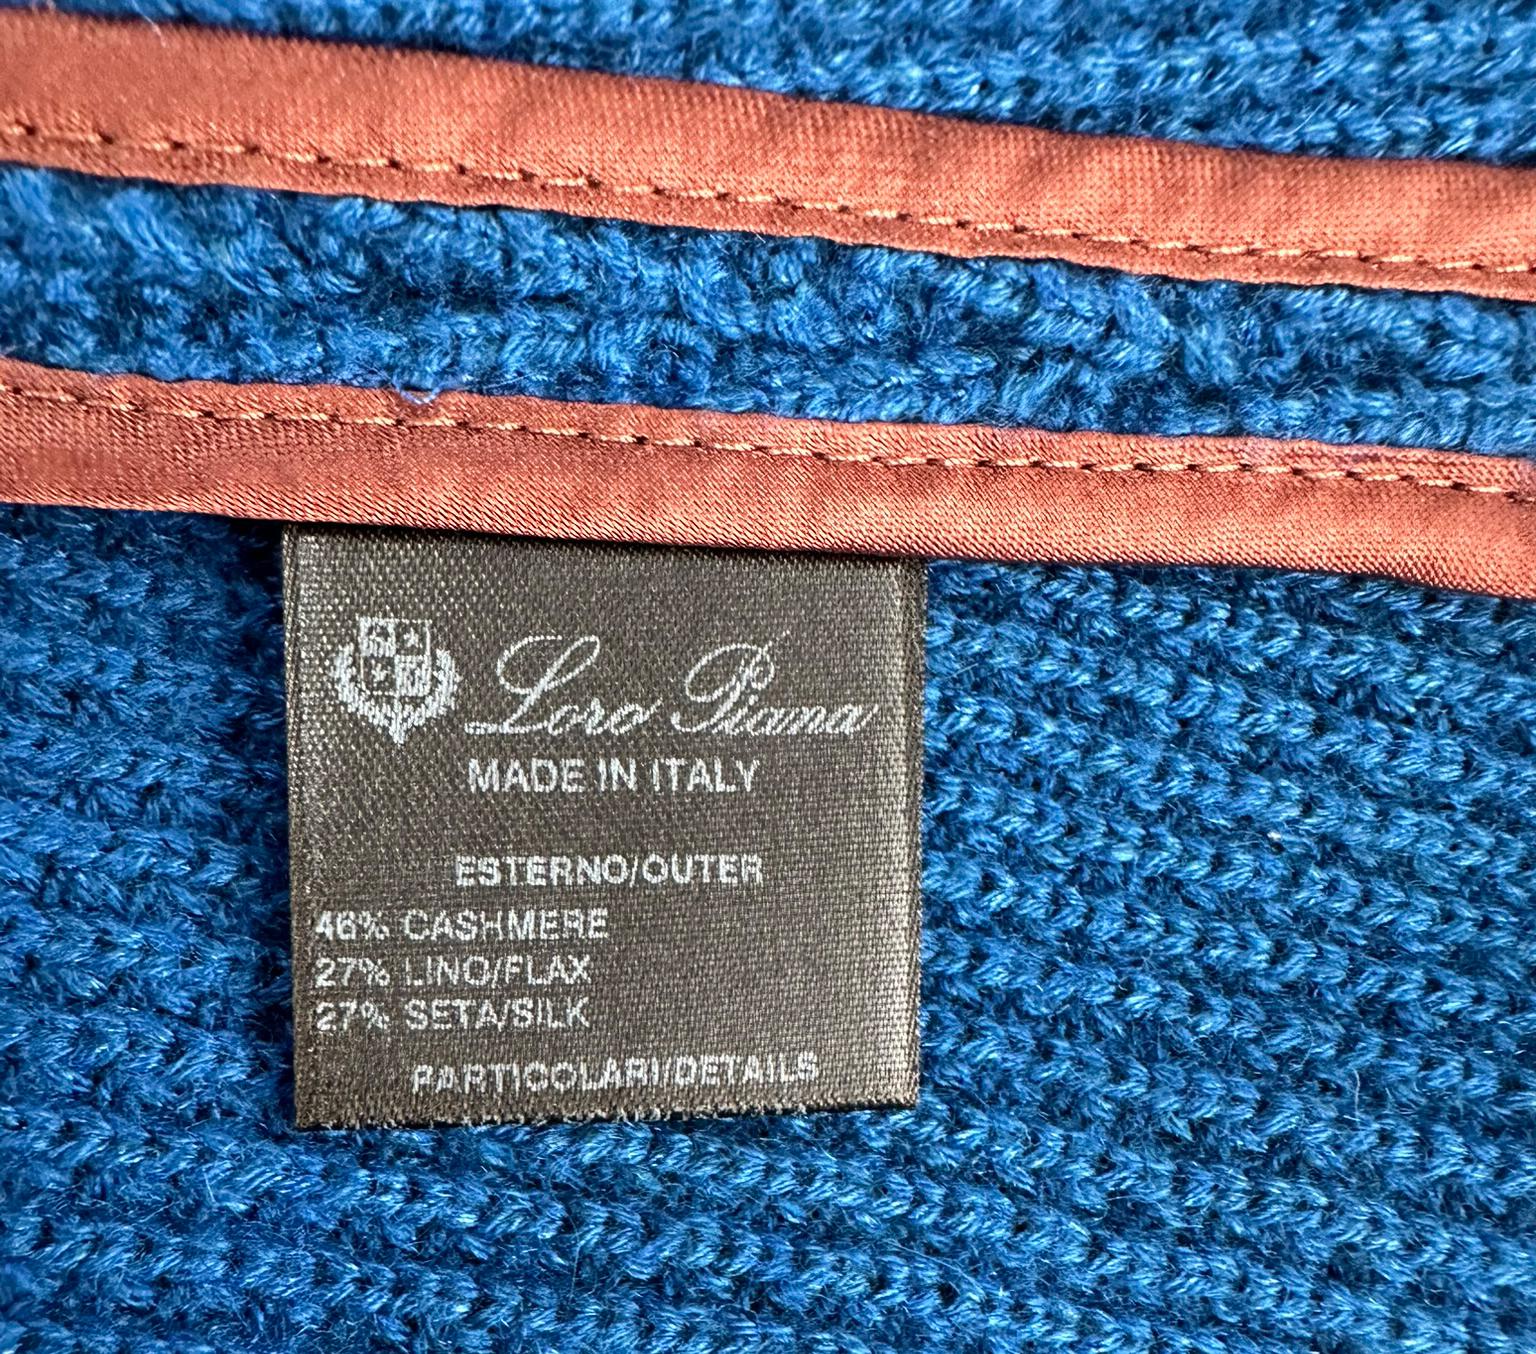 Loro Piana
MADE IN ITALY
ESTERNO/OUTER
46% CASHMERE
27% LINO/FLAX
27% SETA/SILK
PARTICOLARI/DETAILS